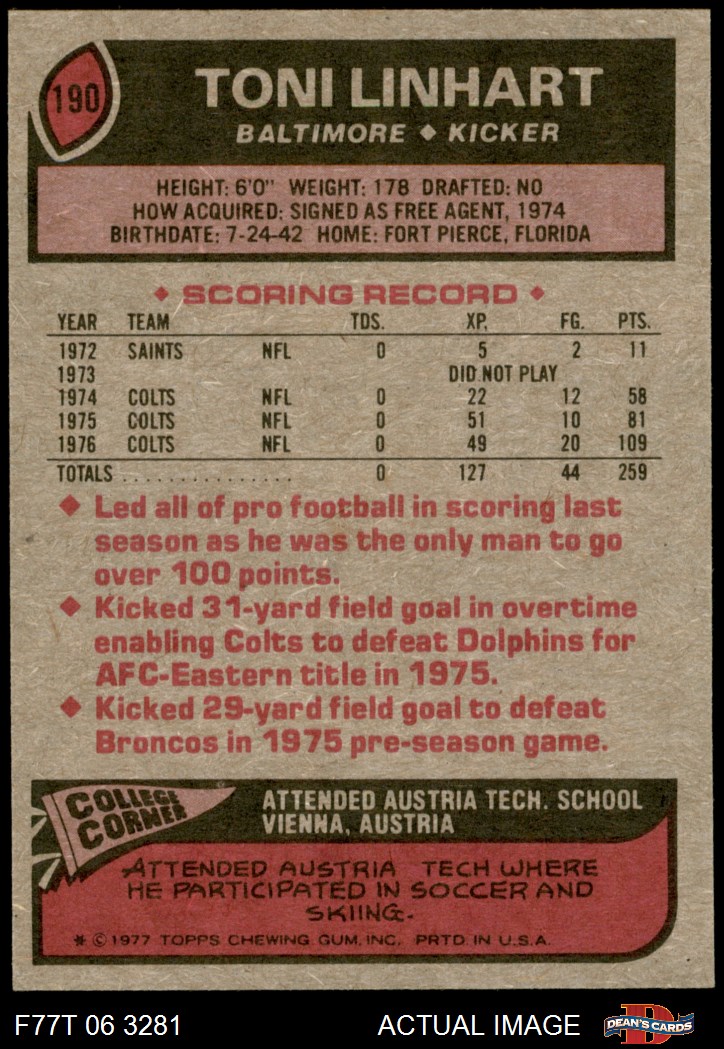 190
TONI LINHART
BALTIMORE ◆ KICKER
HEIGHT: 6'0" WEIGHT: 178 DRAFTED: NO
HOW ACQUIRED: SIGNED AS FREE AGENT, 1974
BIRTHDATE: 7-24-42 HOME: FORT PIERCE, FLORIDA
◆ SCORING RECORD ◆
YEAR TEAM TDS. XP. FG. PTS.
1972 SAINTS NFL 0 5 2 11
1973 DID NOT PLAY
1974 COLTS NFL 0 22 12 58
1975 COLTS NFL 0 51 10 81
1976 COLTS NFL 0 49 20 109
TOTALS ............... 0 127 44 259
◆ Led all of pro football in scoring last
season as he was the only man to go
over 100 points.
◆ Kicked 31-yard field goal in overtime
enabling Colts to defeat Dolphins for
AFC-Eastern title in 1975.
◆ Kicked 29-yard field goal to defeat
Broncos in 1975 pre-season game.
COLLEGE
CORNER
ATTENDED AUSTRIA TECH. SCHOOL
VIENNA, AUSTRIA
ATTENDED AUSTRIA TECH WHERE
HE PARTICIPATED IN SOCCER AND
SKIING.
* © 1977 TOPPS CHEWING GUM, INC. PRTD IN U.S.A.
F77T 06 3281 ACTUAL IMAGE
D
DEAN'S CARDS